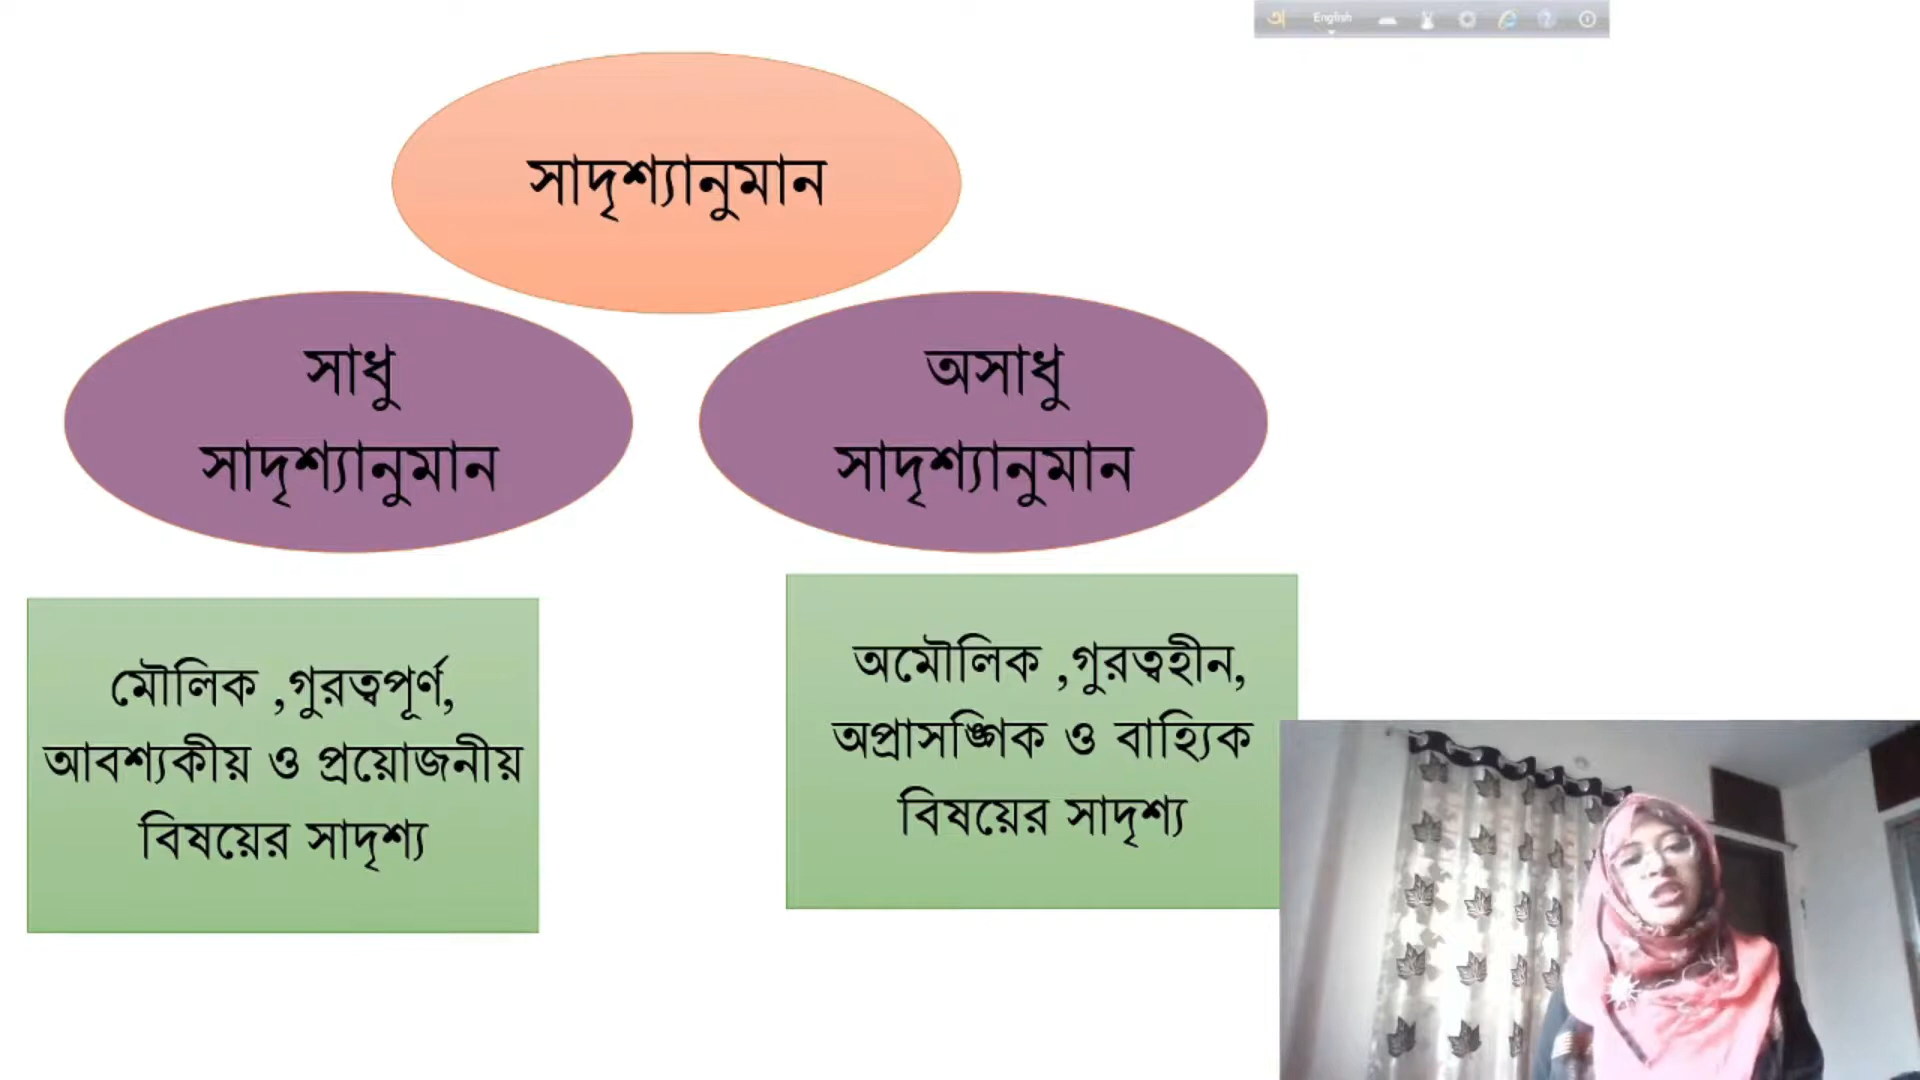 English
সাদৃশ্যানুমান
সাধু
সাদৃশ্যানুমান
অসাধু
সাদৃশ্যানুমান
মৌলিক ,গুরত্বপূর্ণ,
আবশ্যকীয় ও প্রয়োজনীয়
বিষয়ের সাদৃশ্য
অমৌলিক ,গুরত্বহীন,
অপ্রাসঙ্গিক ও বাহ্যিক
বিষয়ের সাদৃশ্য